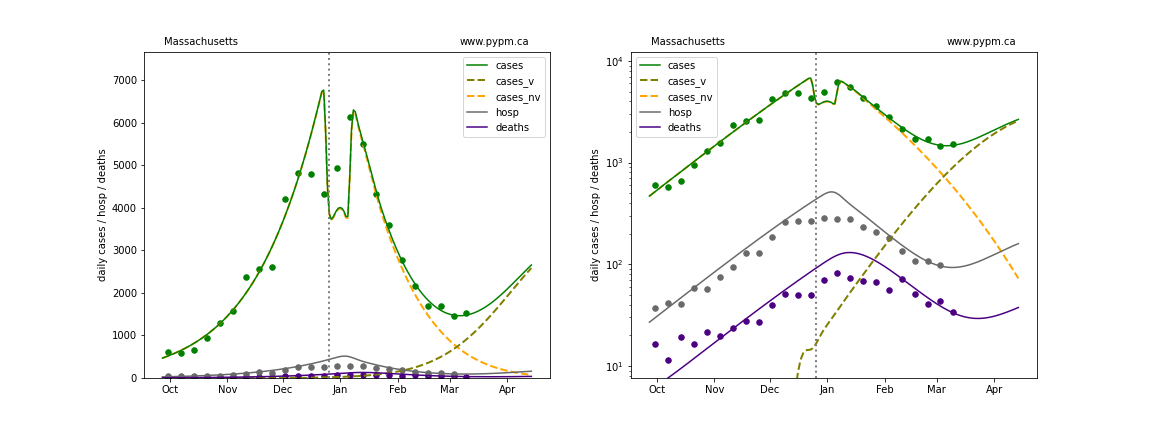 Massachusetts www.pypm.ca
daily cases / hosp / deaths
7000
6000
5000
4000
3000
2000
1000
0
cases
cases_v
cases_nv
hosp
deaths
Oct Nov Dec Jan Feb Mar Apr
Massachusetts www.pypm.ca
daily cases / hosp / deaths
10^4
10^3
10^2
10^1
cases
cases_v
cases_nv
hosp
deaths
Oct Nov Dec Jan Feb Mar Apr